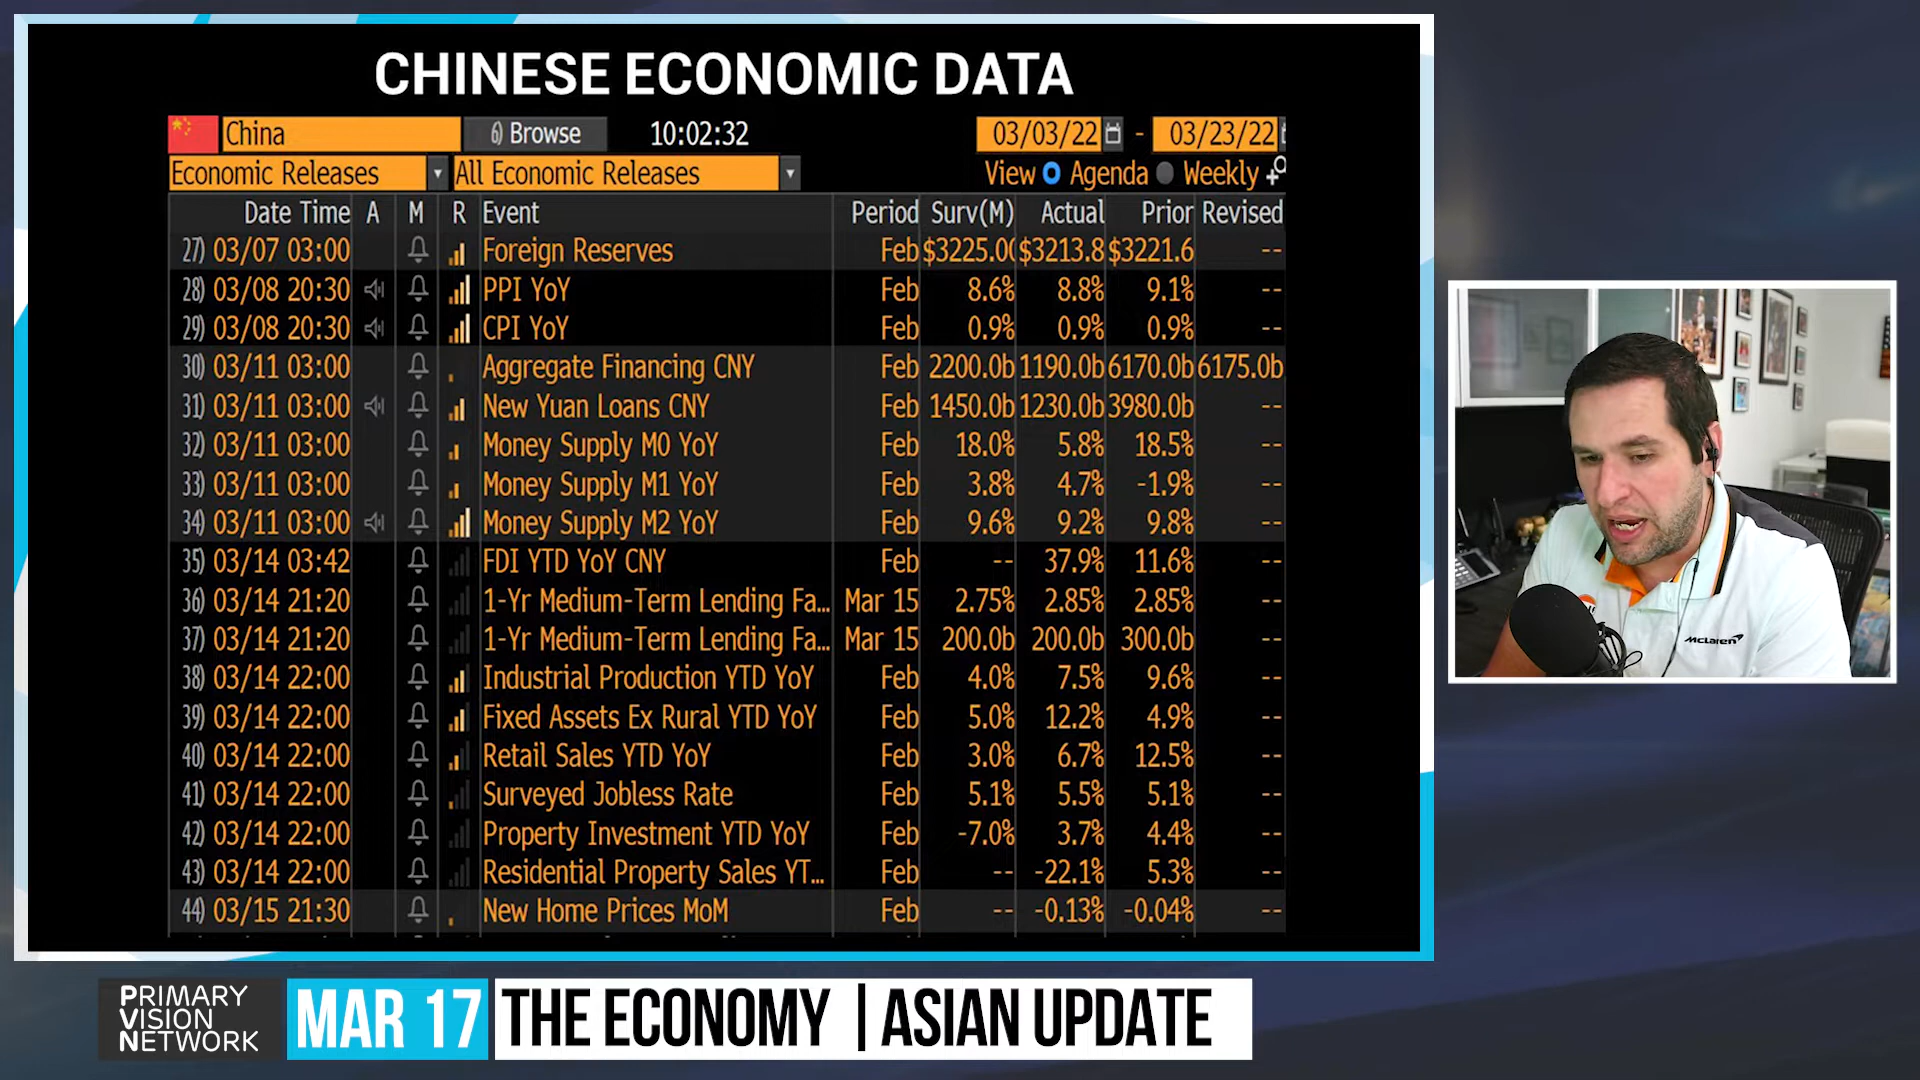 CHINESE ECONOMIC DATA
China 6) Browse 10:02:32 03/03/22 - 03/23/22
Economic Releases All Economic Releases View Agenda Weekly
Date Time A M R Event Period Surv(M) Actual Prior Revised
27) 03/07 03:00 Foreign Reserves Feb $3225.0( $3213.8 $3221.6 --
28) 03/08 20:30 PPI YoY Feb 8.6% 8.8% 9.1% --
29) 03/08 20:30 CPI YoY Feb 0.9% 0.9% 0.9% --
30) 03/11 03:00 Aggregate Financing CNY Feb 2200.0b 1190.0b 6170.0b 6175.0b
31) 03/11 03:00 New Yuan Loans CNY Feb 1450.0b 1230.0b 3980.0b --
32) 03/11 03:00 Money Supply M0 YoY Feb 18.0% 5.8% 18.5% --
33) 03/11 03:00 Money Supply M1 YoY Feb 3.8% 4.7% -1.9% --
34) 03/11 03:00 Money Supply M2 YoY Feb 9.6% 9.2% 9.8% --
35) 03/14 03:42 FDI YTD YoY CNY Feb -- 37.9% 11.6% --
36) 03/14 21:20 1-Yr Medium-Term Lending Fa... Mar 15 2.75% 2.85% 2.85% --
37) 03/14 21:20 1-Yr Medium-Term Lending Fa... Mar 15 200.0b 200.0b 300.0b --
38) 03/14 22:00 Industrial Production YTD YoY Feb 4.0% 7.5% 9.6% --
39) 03/14 22:00 Fixed Assets Ex Rural YTD YoY Feb 5.0% 12.2% 4.9% --
40) 03/14 22:00 Retail Sales YTD YoY Feb 3.0% 6.7% 12.5% --
41) 03/14 22:00 Surveyed Jobless Rate Feb 5.1% 5.5% 5.1% --
42) 03/14 22:00 Property Investment YTD YoY Feb -7.0% 3.7% 4.4% --
43) 03/14 22:00 Residential Property Sales YT... Feb -- -22.1% 5.3% --
44) 03/15 21:30 New Home Prices MoM Feb -- -0.13% -0.04% --
McLaren
PRIMARY
VISION
NETWORK
MAR 17 THE ECONOMY | ASIAN UPDATE